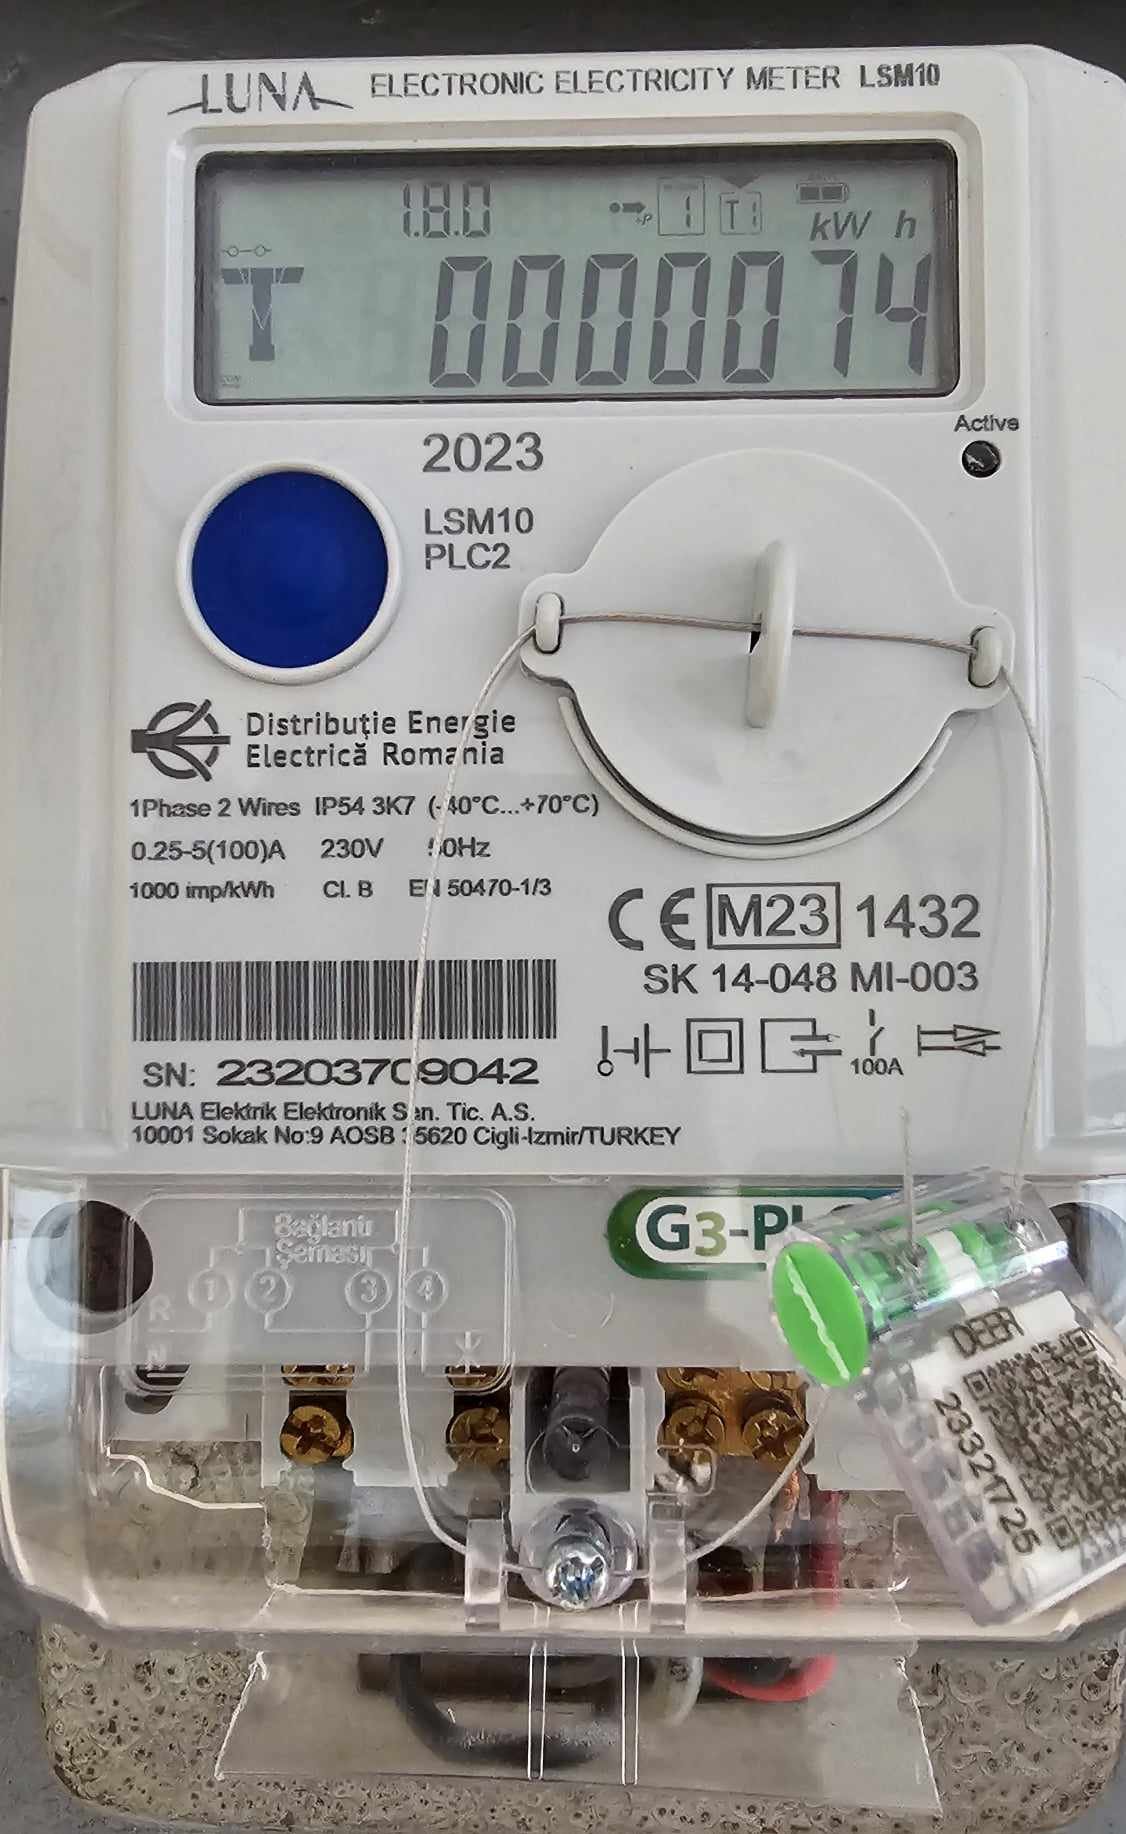 LUNA ELECTRONIC ELECTRICITY METER LSM10
1.8.0 +P 1 T1 kW h
T 0000074
Active
2023
LSM10
PLC2
Distribuție Energie
Electrică Romania
1Phase 2 Wires IP54 3K7 (-40°C...+70°C)
0.25-5(100)A 230V 50Hz
1000 imp/kWh Cl. B EN 50470-1/3
CE M23 1432
SK 14-048 MI-003
100A
SN: 23203709042
LUNA Elektrik Elektronik San. Tic. A.S.
10001 Sokak No:9 AOSB 35620 Cigli-Izmir/TURKEY
Bağlantı
Şeması
1 2 3 4
R
N
G3-PLC
DEER
23321725